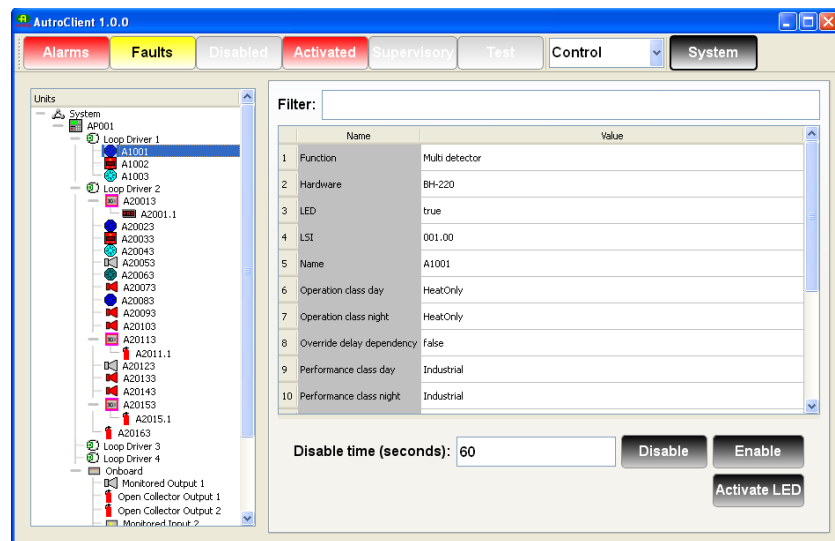 AutroClient 1.0.0
Alarms Faults Disabled Activated Supervisory Test Control System
Units
System
AP001
Loop Driver 1
A1001
A1002
A1003
Loop Driver 2
A20013
A2001.1
A20023
A20033
A20043
A20053
A20063
A20073
A20083
A20093
A20103
A20113
A2011.1
A20123
A20133
A20143
A20153
A2015.1
A20163
Loop Driver 3
Loop Driver 4
Onboard
Monitored Output 1
Open Collector Output 1
Open Collector Output 2
Monitored Input 2
Filter:
Name Value
1 Function Multi detector
2 Hardware BH-220
3 LED true
4 LSI 001.00
5 Name A1001
6 Operation class day HeatOnly
7 Operation class night HeatOnly
8 Override delay dependency false
9 Performance class day Industrial
10 Performance class night Industrial
Disable time (seconds): 60 Disable Enable
Activate LED